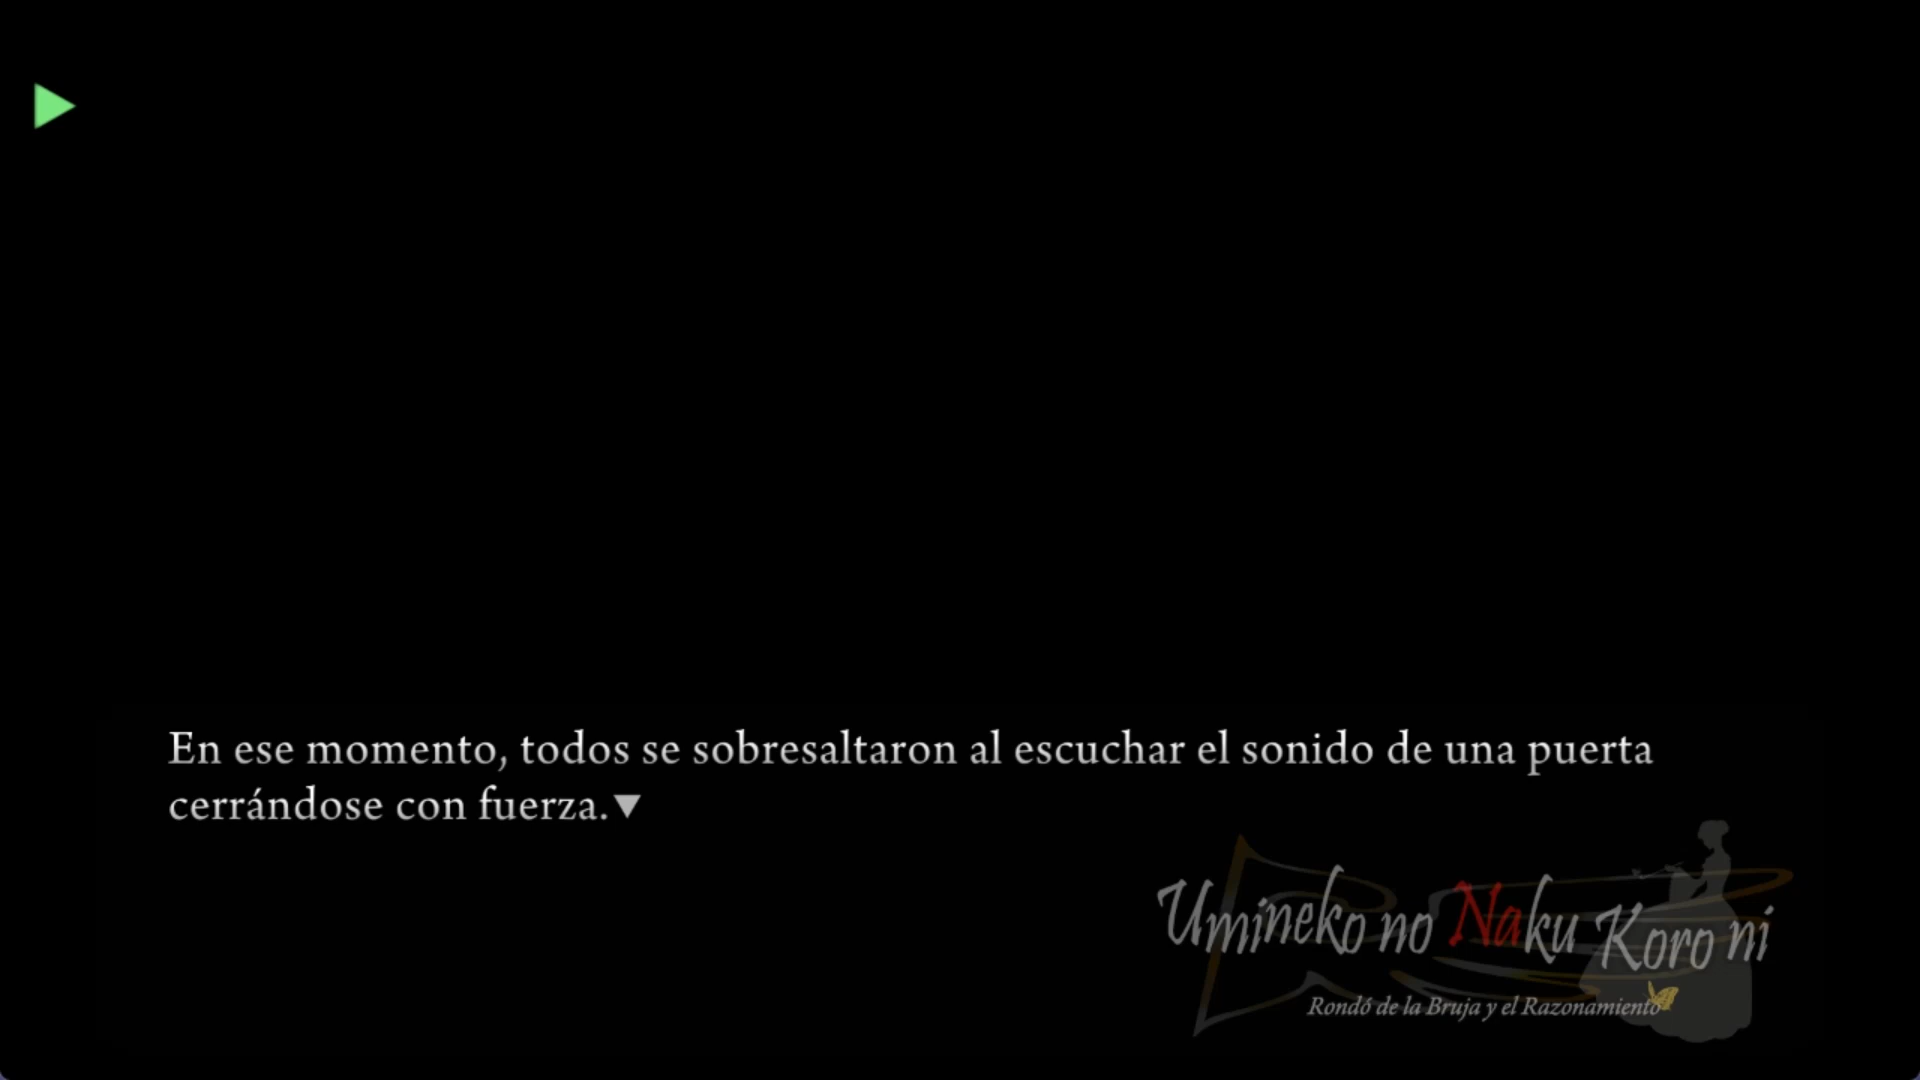 En ese momento, todos se sobresaltaron al escuchar el sonido de una puerta
cerrándose con fuerza.
Umineko no Naku Koro ni
Rondó de la Bruja y el Razonamiento